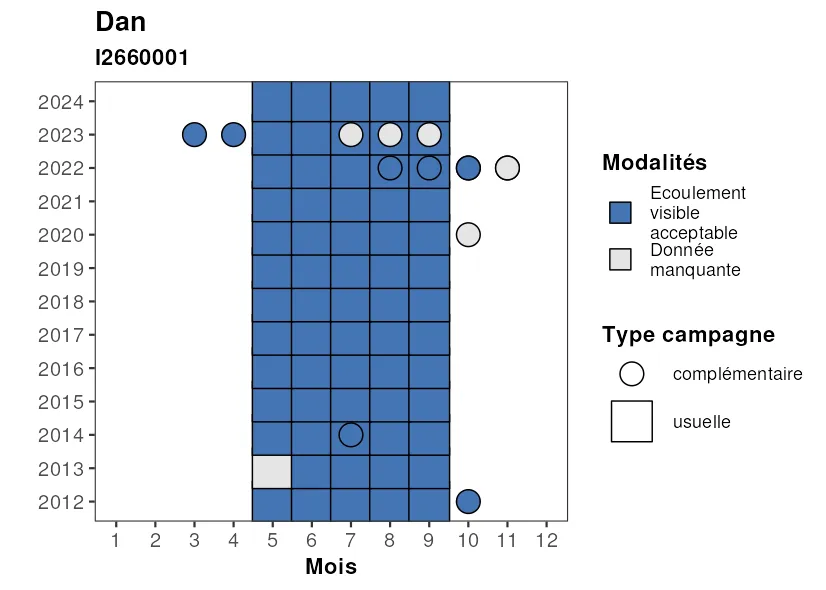 Dan
I2660001
2024
2023
2022
2021
2020
2019
2018
2017
2016
2015
2014
2013
2012
1 2 3 4 5 6 7 8 9 10 11 12
Mois
Modalités
Ecoulement
visible
acceptable
Donnée
manquante
Type campagne
complémentaire
usuelle